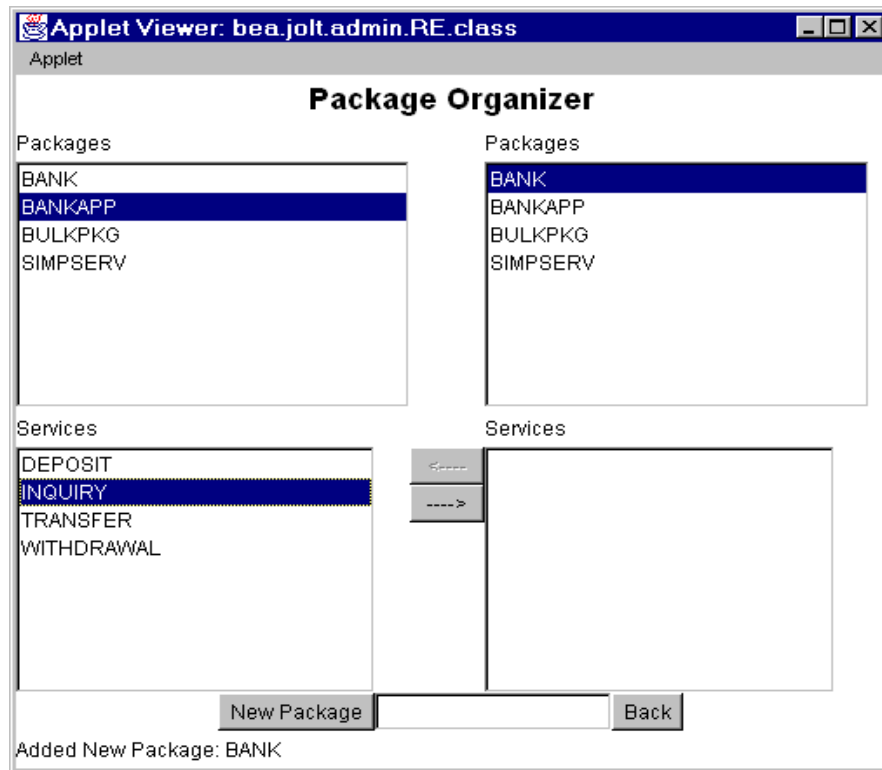 Applet Viewer: bea.jolt.admin.RE.class
Applet
Package Organizer
Packages
Packages
BANK
BANKAPP
BULKPKG
SIMPSERV
BANK
BANKAPP
BULKPKG
SIMPSERV
Services
Services
DEPOSIT
INQUIRY
TRANSFER
WITHDRAWAL
<----
---->
New Package
Back
Added New Package: BANK